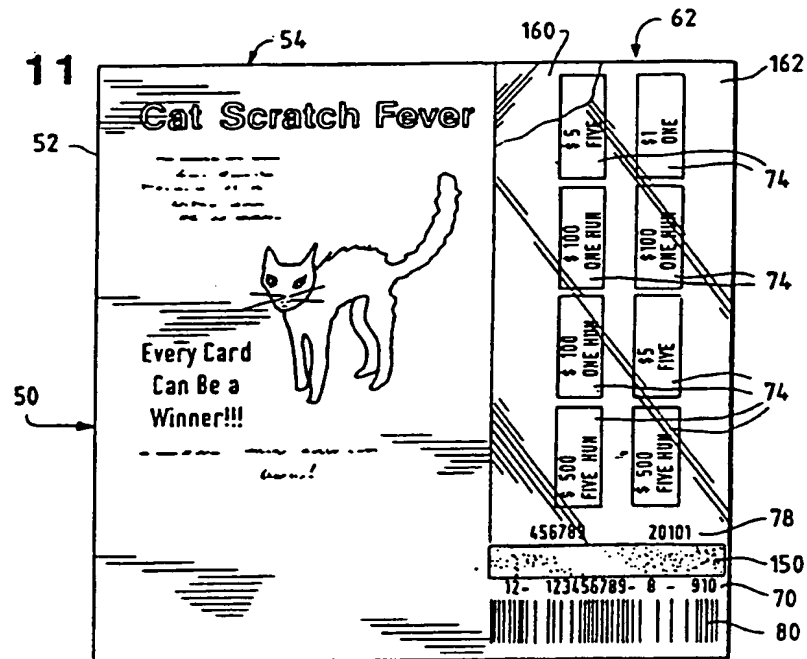 11
54
160
62
162
52
Cat Scratch Fever
$5 FIVE
$1 ONE
74
$100 ONE HUN
$100 ONE HUN
74
Every Card
Can Be a
Winner!!!
$100 ONE HUN
$5 FIVE
74
50
$500 FIVE HUN
$500 FIVE HUN
74
456789 20101
78
150
12- 123456789- 8 - 910
70
80